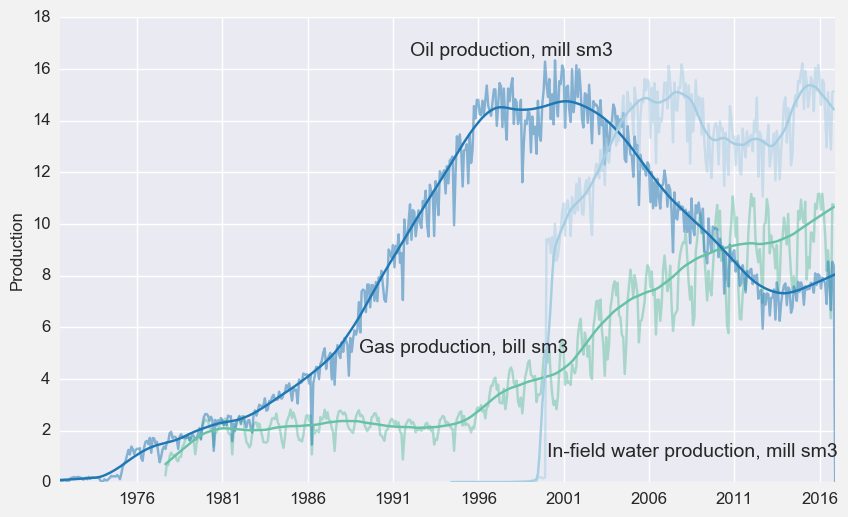 18
16
14
12
10
8
6
4
2
0
Production
Oil production, mill sm3
Gas production, bill sm3
In-field water production, mill sm3
1976 1981 1986 1991 1996 2001 2006 2011 2016